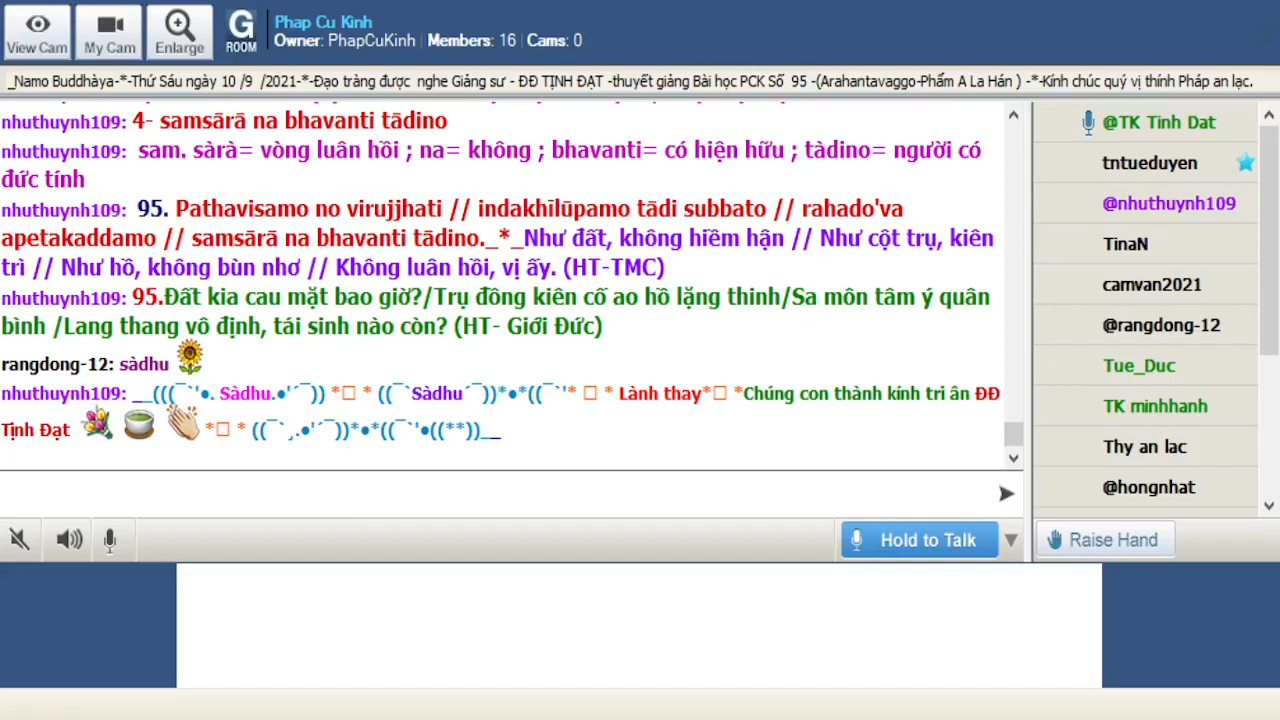 View Cam
My Cam
Enlarge
G
ROOM
Phap Cu Kinh
Owner: PhapCuKinh | Members: 16 | Cams: 0
_Namo Buddhàya-*-Thứ Sáu ngày 10 /9 /2021-*-Đạo tràng được nghe Giảng sư - ĐĐ TỊNH ĐẠT -thuyết giảng Bài học PCK Số 95 -(Arahantavaggo-Phẩm A La Hán ) -*-Kính chúc quý vị thính Pháp an lạc.
nhuthuynh109: 4- samsārā na bhavanti tādino
nhuthuynh109: sam. sàrà= vòng luân hồi ; na= không ; bhavanti= có hiện hữu ; tàdino= người có
đức tính
nhuthuynh109: 95. Pathavisamo no virujjhati // indakhīlūpamo tādi subbato // rahado'va
apetakaddamo // samsārā na bhavanti tādino._*_Như đất, không hiềm hận // Như cột trụ, kiên
trì // Như hồ, không bùn nhơ // Không luân hồi, vị ấy. (HT-TMC)
nhuthuynh109: 95.Đất kia cau mặt bao giờ?/Trụ đồng kiên cố ao hồ lặng thinh/Sa môn tâm ý quân
bình /Lang thang vô định, tái sinh nào còn? (HT- Giới Đức)
rangdong-12: sàdhu
nhuthuynh109: __(((¯`'●. Sàdhu.●'´¯)) *□ * ((¯`Sàdhu´¯))*●*((¯`'* □ * Lành thay*□ *Chúng con thành kính tri ân ĐĐ
Tịnh Đạt *□ * ((¯`¸.●'´¯))*●*((¯`'●((**))__
@TK Tinh Dat
tntueduyen
@nhuthuynh109
TinaN
camvan2021
@rangdong-12
Tue_Duc
TK minhhanh
Thy an lac
@hongnhat
Hold to Talk
Raise Hand